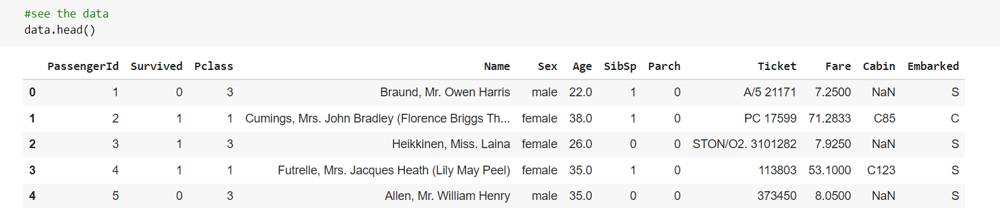 #see the data
data.head()
PassengerId Survived Pclass Name Sex Age SibSp Parch Ticket Fare Cabin Embarked
0 1 0 3 Braund, Mr. Owen Harris male 22.0 1 0 A/5 21171 7.2500 NaN S
1 2 1 1 Cumings, Mrs. John Bradley (Florence Briggs Th... female 38.0 1 0 PC 17599 71.2833 C85 C
2 3 1 3 Heikkinen, Miss. Laina female 26.0 0 0 STON/O2. 3101282 7.9250 NaN S
3 4 1 1 Futrelle, Mrs. Jacques Heath (Lily May Peel) female 35.0 1 0 113803 53.1000 C123 S
4 5 0 3 Allen, Mr. William Henry male 35.0 0 0 373450 8.0500 NaN S